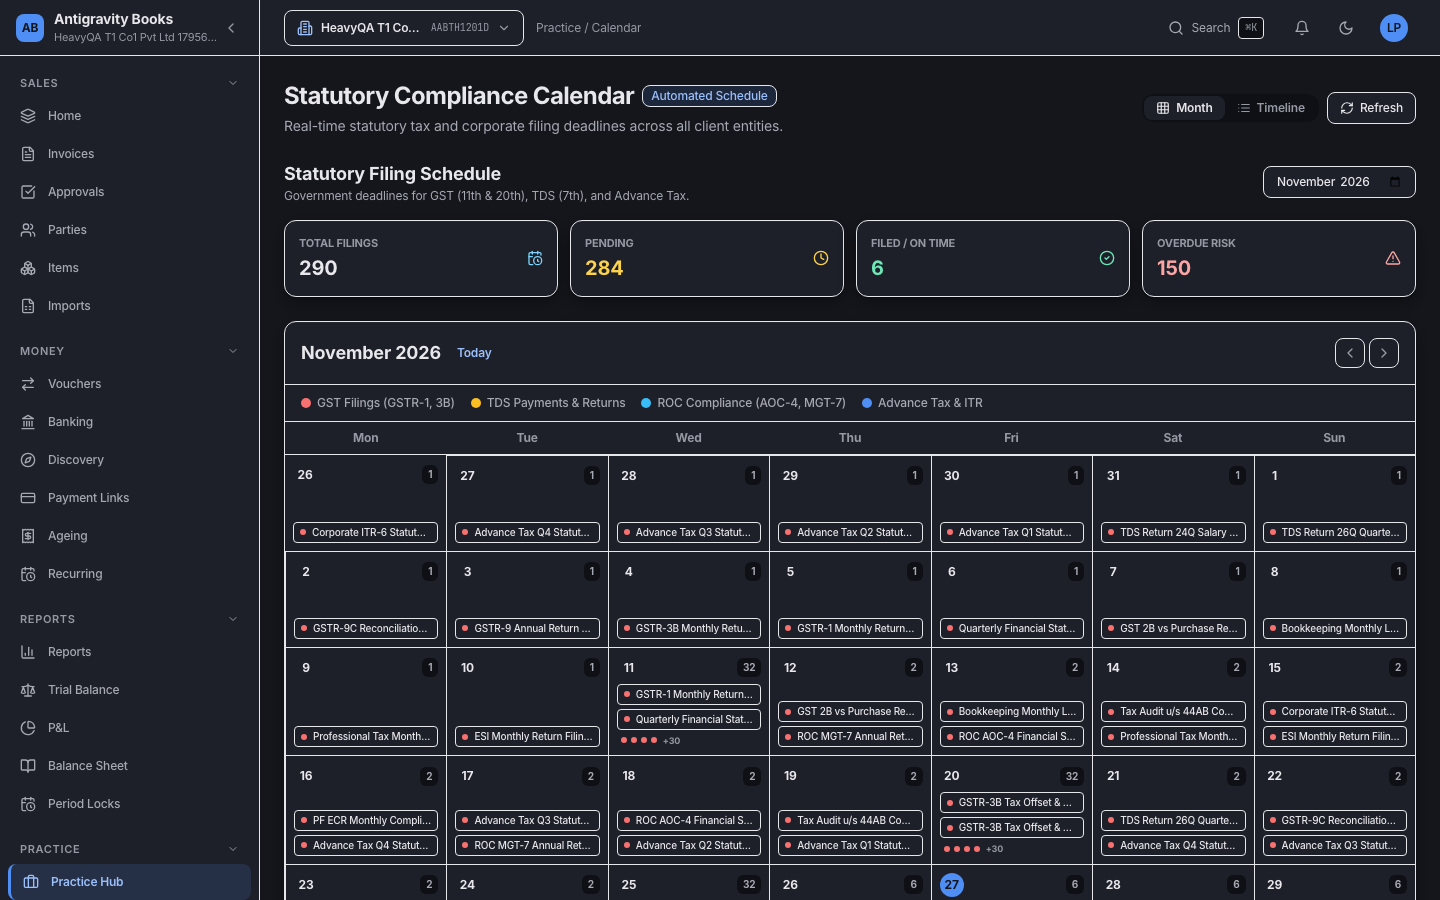 AB
Antigravity Books
HeavyQA T1 Co1 Pvt Ltd 17956...
SALES
Home
Invoices
Approvals
Parties
Items
Imports
MONEY
Vouchers
Banking
Discovery
Payment Links
Ageing
Recurring
REPORTS
Reports
Trial Balance
P&L
Balance Sheet
Period Locks
PRACTICE
Practice Hub
HeavyQA T1 Co... AABTH1201D
Practice / Calendar
Search ⌘K
LP
Statutory Compliance Calendar Automated Schedule
Real-time statutory tax and corporate filing deadlines across all client entities.
Month Timeline Refresh
Statutory Filing Schedule
Government deadlines for GST (11th & 20th), TDS (7th), and Advance Tax.
November 2026
TOTAL FILINGS
290
PENDING
284
FILED / ON TIME
6
OVERDUE RISK
150
November 2026 Today
GST Filings (GSTR-1, 3B) TDS Payments & Returns ROC Compliance (AOC-4, MGT-7) Advance Tax & ITR
Mon Tue Wed Thu Fri Sat Sun
26 1 27 1 28 1 29 1 30 1 31 1 1 1
Corporate ITR-6 Statut... Advance Tax Q4 Statut... Advance Tax Q3 Statut... Advance Tax Q2 Statut... Advance Tax Q1 Statut... TDS Return 24Q Salary ... TDS Return 26Q Quarte...
2 1 3 1 4 1 5 1 6 1 7 1 8 1
GSTR-9C Reconciliatio... GSTR-9 Annual Return ... GSTR-3B Monthly Retu... GSTR-1 Monthly Return... Quarterly Financial Stat... GST 2B vs Purchase Re... Bookkeeping Monthly L...
9 1 10 1 11 32 12 2 13 2 14 2 15 2
GSTR-1 Monthly Return...
Quarterly Financial Stat... GST 2B vs Purchase Re... Bookkeeping Monthly L... Tax Audit u/s 44AB Co... Corporate ITR-6 Statut...
Professional Tax Month... ESI Monthly Return Filin... +30 ROC MGT-7 Annual Ret... ROC AOC-4 Financial S... Professional Tax Month... ESI Monthly Return Filin...
16 2 17 2 18 2 19 2 20 32 21 2 22 2
GSTR-3B Tax Offset & ...
PF ECR Monthly Compli... Advance Tax Q3 Statut... ROC AOC-4 Financial S... Tax Audit u/s 44AB Co... GSTR-3B Tax Offset & ... TDS Return 26Q Quarte... GSTR-9C Reconciliatio...
Advance Tax Q4 Statut... ROC MGT-7 Annual Ret... Advance Tax Q2 Statut... Advance Tax Q1 Statut... +30 Advance Tax Q4 Statut... Advance Tax Q3 Statut...
23 2 24 2 25 32 26 6 27 6 28 6 29 6